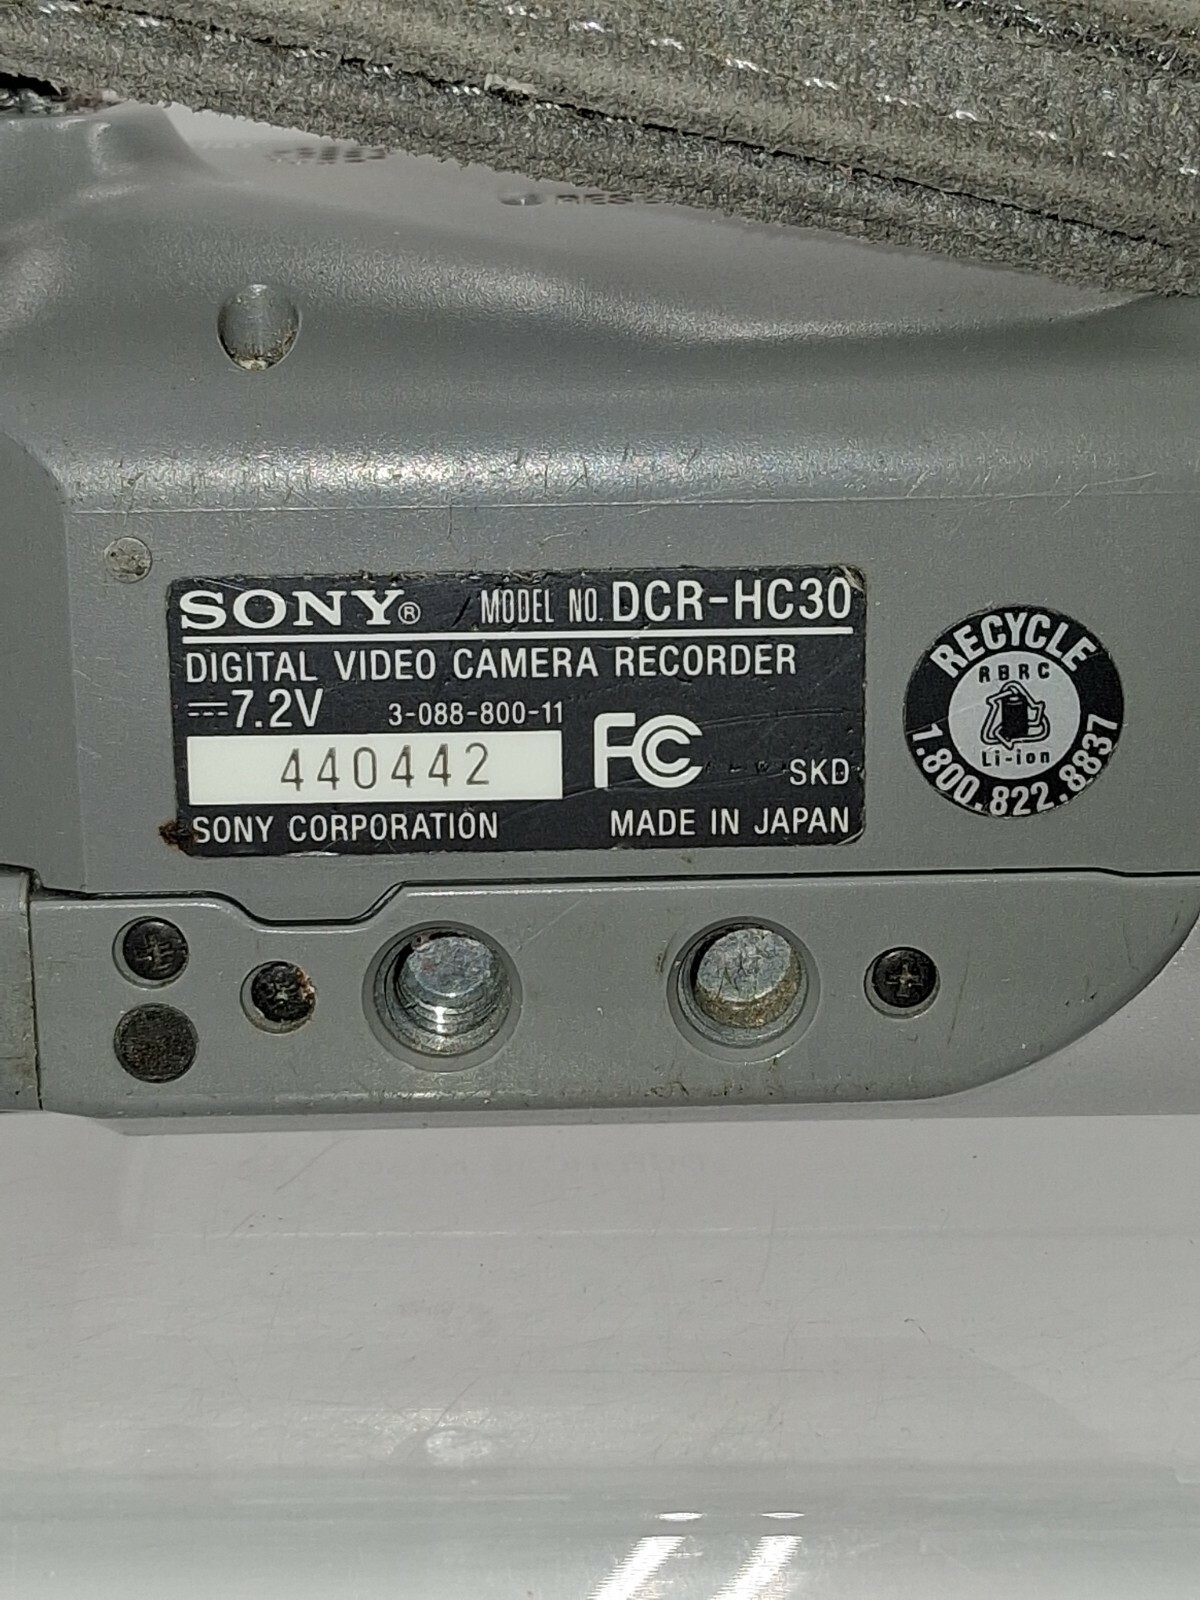 SONY® MODEL NO. DCR-HC30
DIGITAL VIDEO CAMERA RECORDER
⎓7.2V 3-088-800-11
440442
FC
SKD
SONY CORPORATION MADE IN JAPAN
RECYCLE
RBRC
Li-ion
1.800.822.8837